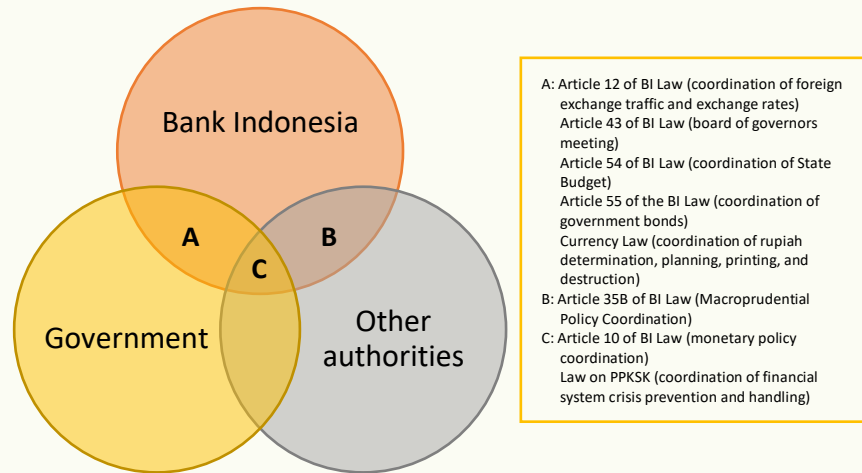 Bank Indonesia
A
B
C
Government
Other
authorities
A: Article 12 of BI Law (coordination of foreign
exchange traffic and exchange rates)
Article 43 of BI Law (board of governors
meeting)
Article 54 of BI Law (coordination of State
Budget)
Article 55 of the BI Law (coordination of
government bonds)
Currency Law (coordination of rupiah
determination, planning, printing, and
destruction)
B: Article 35B of BI Law (Macroprudential
Policy Coordination)
C: Article 10 of BI Law (monetary policy
coordination)
Law on PPKSK (coordination of financial
system crisis prevention and handling)